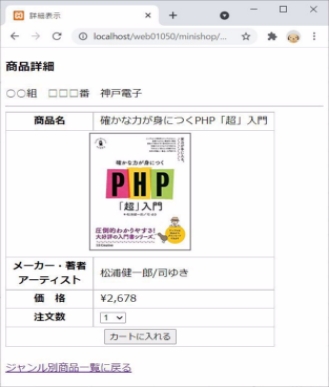 詳細表示
localhost/web01050/minishop/...
商品詳細
○○組　□□□番　神戸電子
商品名
確かな力が身につくPHP「超」入門
確かな力が身につく
PHP
「超」入門
圧倒的わかりやすさ!
大好評の入門書シリーズ。
メーカー・著者
アーティスト
松浦健一郎/司ゆき
価　格
¥2,678
注文数
1
カートに入れる
ジャンル別商品一覧に戻る